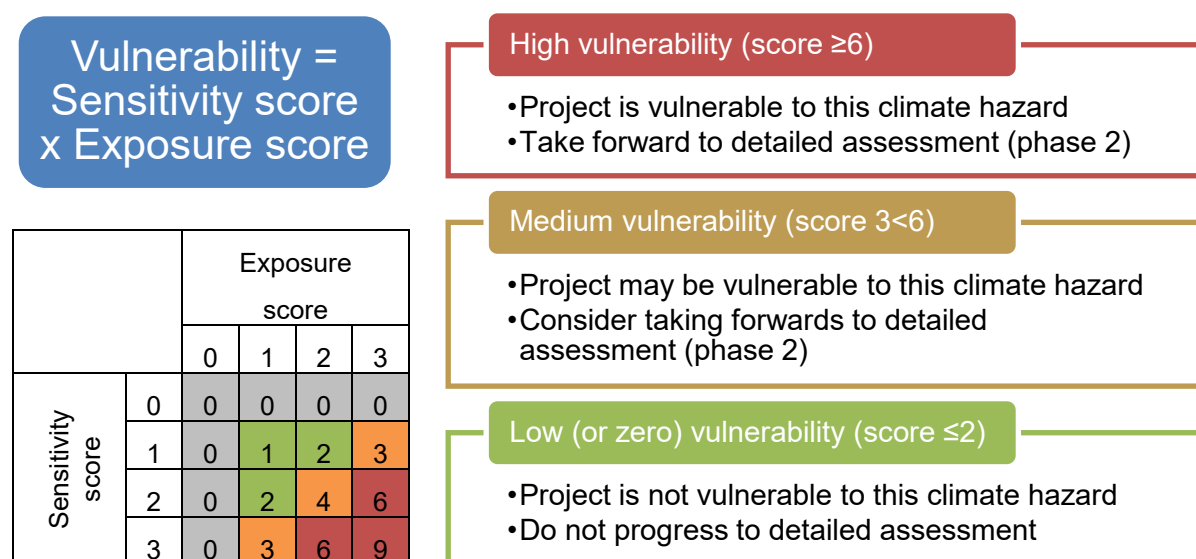 Vulnerability =
Sensitivity score
x Exposure score
Exposure
score
0 1 2 3
Sensitivity
score
0 0 0 0 0
1 0 1 2 3
2 0 2 4 6
3 0 3 6 9
High vulnerability (score ≥6)
•Project is vulnerable to this climate hazard
•Take forward to detailed assessment (phase 2)
Medium vulnerability (score 3<6)
•Project may be vulnerable to this climate hazard
•Consider taking forwards to detailed
assessment (phase 2)
Low (or zero) vulnerability (score ≤2)
•Project is not vulnerable to this climate hazard
•Do not progress to detailed assessment